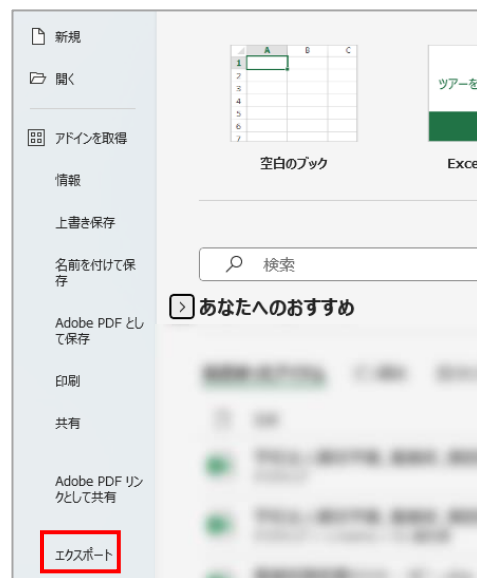 新規
開く
アドインを取得
情報
上書き保存
名前を付けて保
存
Adobe PDF とし
て保存
印刷
共有
Adobe PDF リン
クとして共有
エクスポート
A B C
1
2
3
4
5
6
7
空白のブック
ツアーを
Exce
検索
あなたへのおすすめ